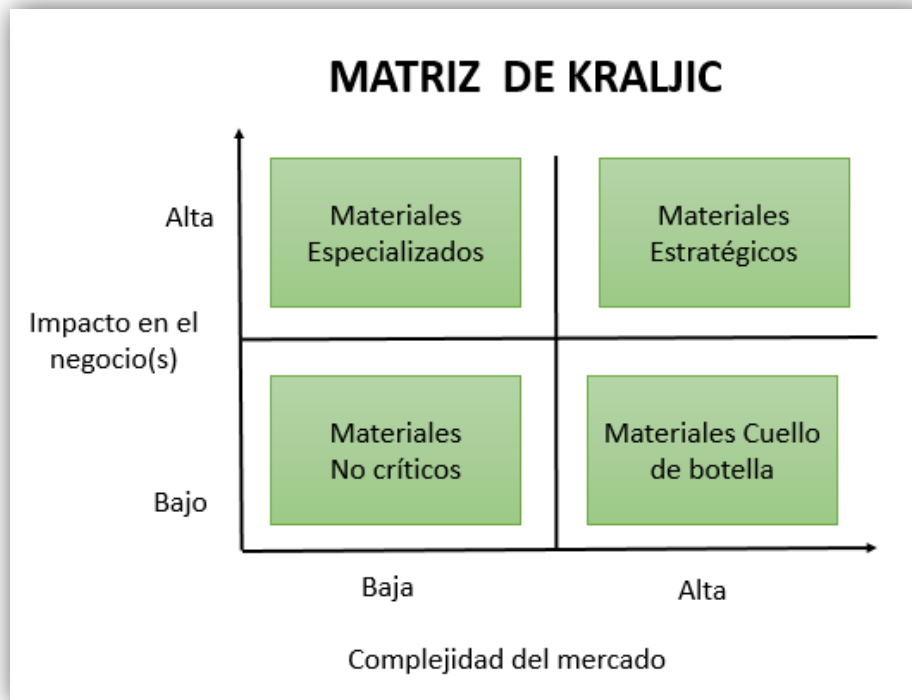 MATRIZ DE KRALJIC
Alta
Materiales
Especializados
Materiales
Estratégicos
Impacto en el
negocio(s)
Materiales
No críticos
Materiales Cuello
de botella
Bajo
Baja
Alta
Complejidad del mercado